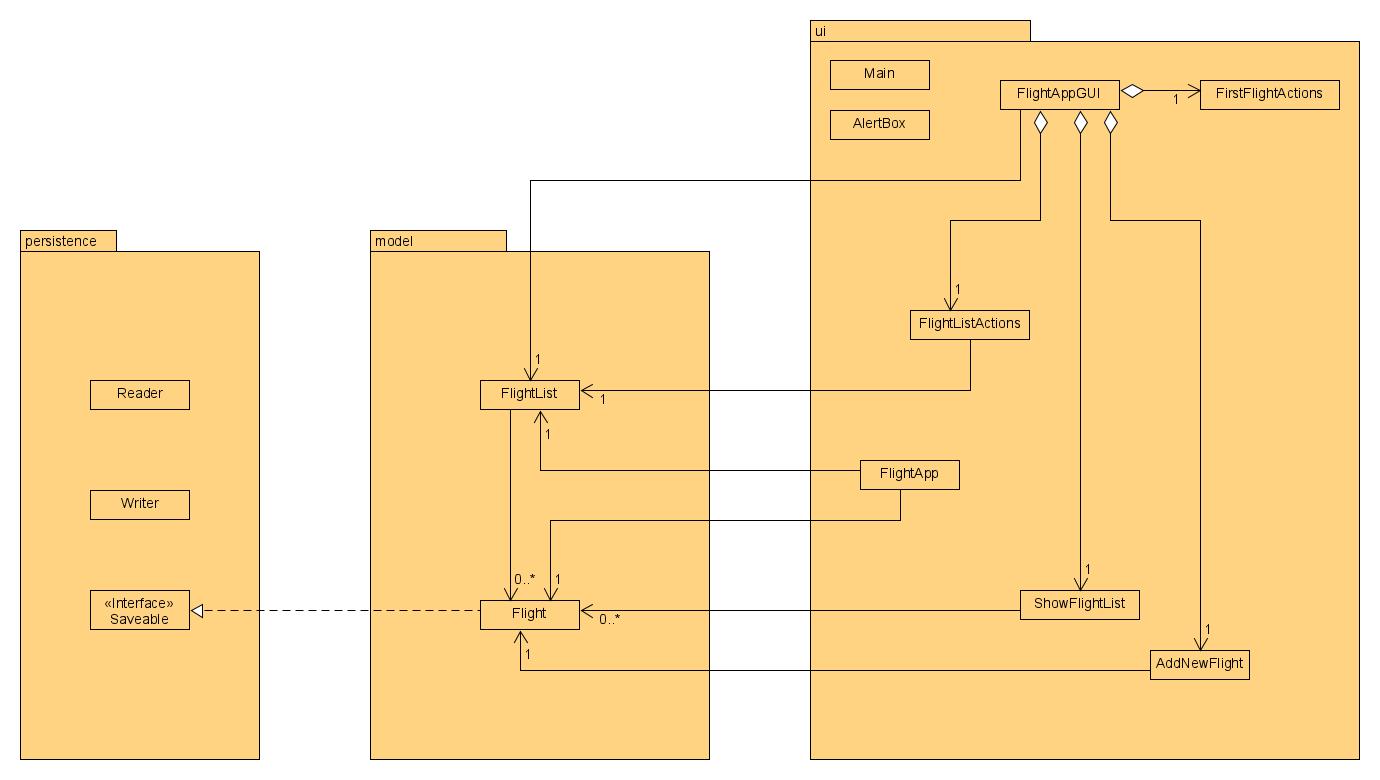 ui
Main
FlightAppGUI
1
FirstFlightActions
AlertBox
persistence
model
1
FlightListActions
1
Reader
FlightList
1
1
FlightApp
Writer
1
0..*
1
«Interface»
Saveable
Flight
0..*
ShowFlightList
1
1
AddNewFlight